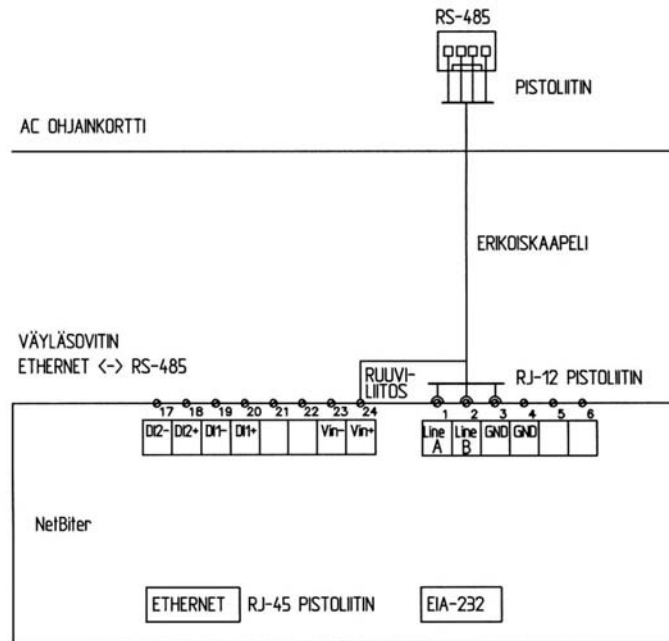 RS-485
PISTOLIITIN
AC OHJAINKORTTI
ERIKOISKAAPELI
VÄYLÄSOVITIN
ETHERNET <-> RS-485
RUUVI-
LIITOS
RJ-12 PISTOLIITIN
17 18 19 20 21 22 23 24 1 2 3 4 5 6
DI2- DI2+ DI1- DI1+ Vin- Vin+ Line A Line B GND GND
NetBiter
ETHERNET RJ-45 PISTOLIITIN EIA-232